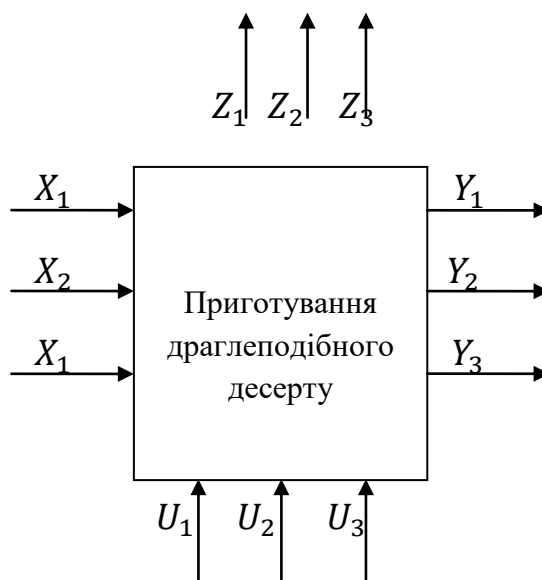 Z₁ Z₂ Z₃
X₁ Y₁
X₂ Y₂
Приготування
драглеподібного
X₁ Y₃
десерту
U₁ U₂ U₃